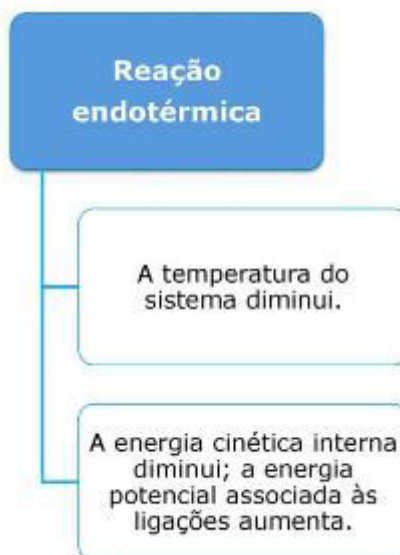 Reação
endotérmica
A temperatura do
sistema diminui.
A energia cinética interna
diminui; a energia
potencial associada às
ligações aumenta.